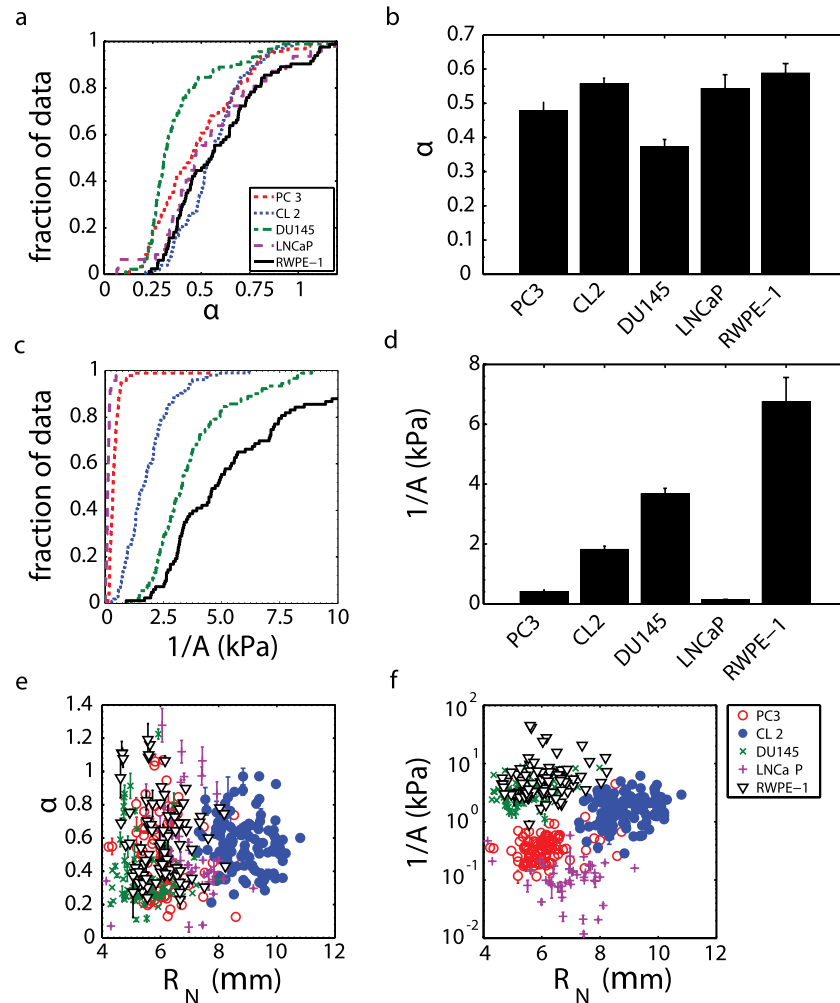 a
fraction of data
1
0.8
0.6
0.4
0.2
0
0 0.25 0.5 0.75 1
α
PC 3
CL 2
DU145
LNCaP
RWPE−1
b
α
0.7
0.6
0.5
0.4
0.3
0.2
0.1
0
PC3 CL2 DU145 LNCaP RWPE−1
c
fraction of data
1
0.8
0.6
0.4
0.2
0
0 2.5 5.0 7.5 10
1/A (kPa)
d
1/A (kPa)
8
6
4
2
0
PC3 CL2 DU145 LNCaP RWPE−1
e
α
1.4
1.2
1
0.8
0.6
0.4
0.2
0
4 6 8 10 12
R_N (mm)
f
1/A (kPa)
10^2
10^1
10^0
10^-1
10^-2
4 6 8 10 12
R_N (mm)
PC3
CL 2
DU145
LNCa P
RWPE−1